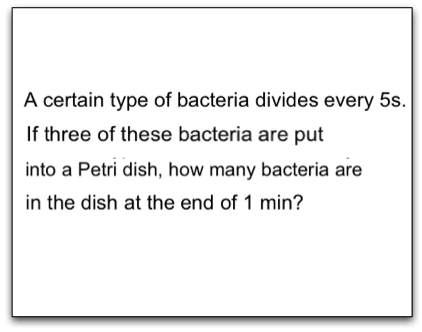 A certain type of bacteria divides every 5s.
If three of these bacteria are put
into a Petri dish, how many bacteria are
in the dish at the end of 1 min?